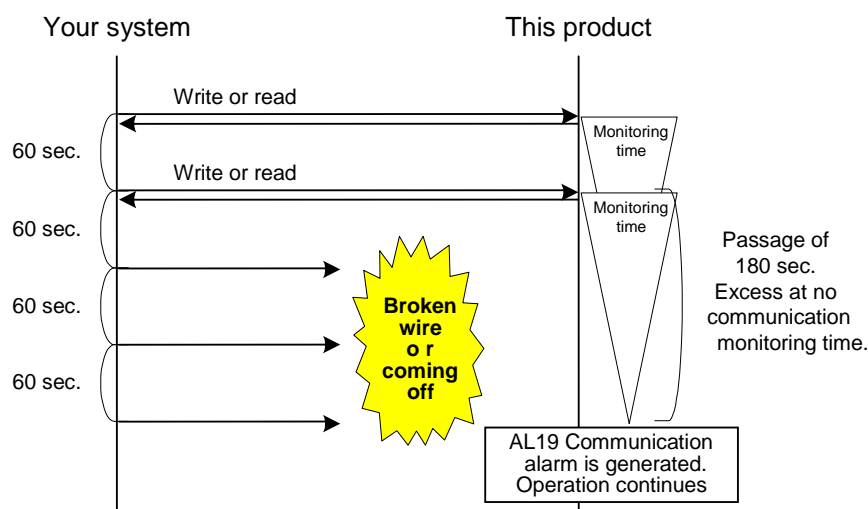 Your system
This product
Write or read
Monitoring
time
60 sec.
Write or read
Monitoring
time
60 sec.
Passage of
180 sec.
Excess at no
communication
monitoring time.
Broken
wire
o r
coming
off
60 sec.
60 sec.
AL19 Communication
alarm is generated.
Operation continues